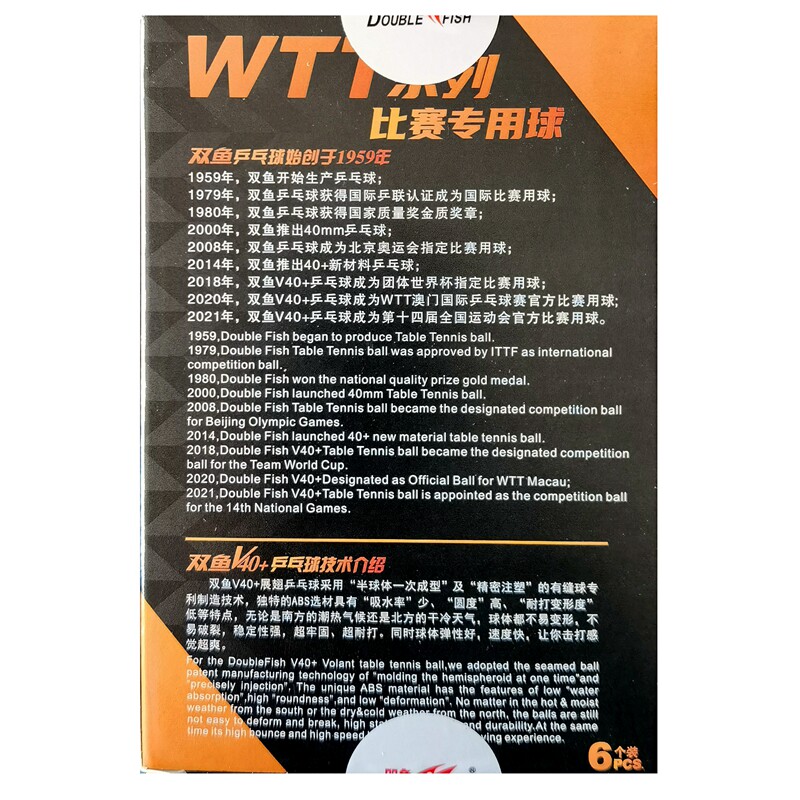 DOUBLE FISH
WTT系列
比赛专用球
双鱼乒乓球始创于1959年
1959年，双鱼开始生产乒乓球；
1979年，双鱼乒乓球获得国际乒联认证成为国际比赛用球；
1980年，双鱼乒乓球获得国家质量奖金质奖章；
2000年，双鱼推出40mm乒乓球；
2008年，双鱼乒乓球成为北京奥运会指定比赛用球；
2014年，双鱼推出40+新材料乒乓球；
2018年，双鱼V40+乒乓球成为团体世界杯指定比赛用球；
2020年，双鱼V40+乒乓球成为WTT澳门国际乒乓球赛官方比赛用球；
2021年，双鱼V40+乒乓球成为第十四届全国运动会官方比赛用球。
1959,Double Fish began to produce Table Tennis ball.
1979,Double Fish Table Tennis ball was approved by ITTF as international
competition ball.
1980,Double Fish won the national quality prize gold medal.
2000,Double Fish launched 40mm Table Tennis ball.
2008,Double Fish Table Tennis ball became the designated competition ball
for Beijing Olympic Games.
2014,Double Fish launched 40+ new material table tennis ball.
2018,Double Fish V40+Table Tennis ball became the designated competition
ball for the Team World Cup.
2020,Double Fish V40+Designated as Official Ball for WTT Macau;
2021,Double Fish V40+Table Tennis ball is appointed as the competition ball
for the 14th National Games.
双鱼V40+乒乓球技术介绍
双鱼V40+展翅乒乓球采用“半球体一次成型”及“精密注塑”的有缝球专
利制造技术，独特的ABS选材具有“吸水率”少、“圆度”高、“耐打变形度”
低等特点，无论是南方的潮热气候还是北方的干冷天气，球体都不易变形、不
易破裂，稳定性强，超牢固、超耐打。同时球体弹性好，速度快，让你击打感
觉超爽。
For the DoubleFish V40+ Volant table tennis ball,we adopted the seamed ball
patent manufacturing technology of "molding the hemispheroid at one time"and
"precisely injection". The unique ABS material has the features of low "water
absorption",high "roundness",and low "deformation". No matter in the hot & moist
weather from the south or the dry&cold weather from the north, the balls are still
not easy to deform and break, high and durability.At the same
time its high bounce and high speed experience.
双鱼 ®
6个装
PCS.